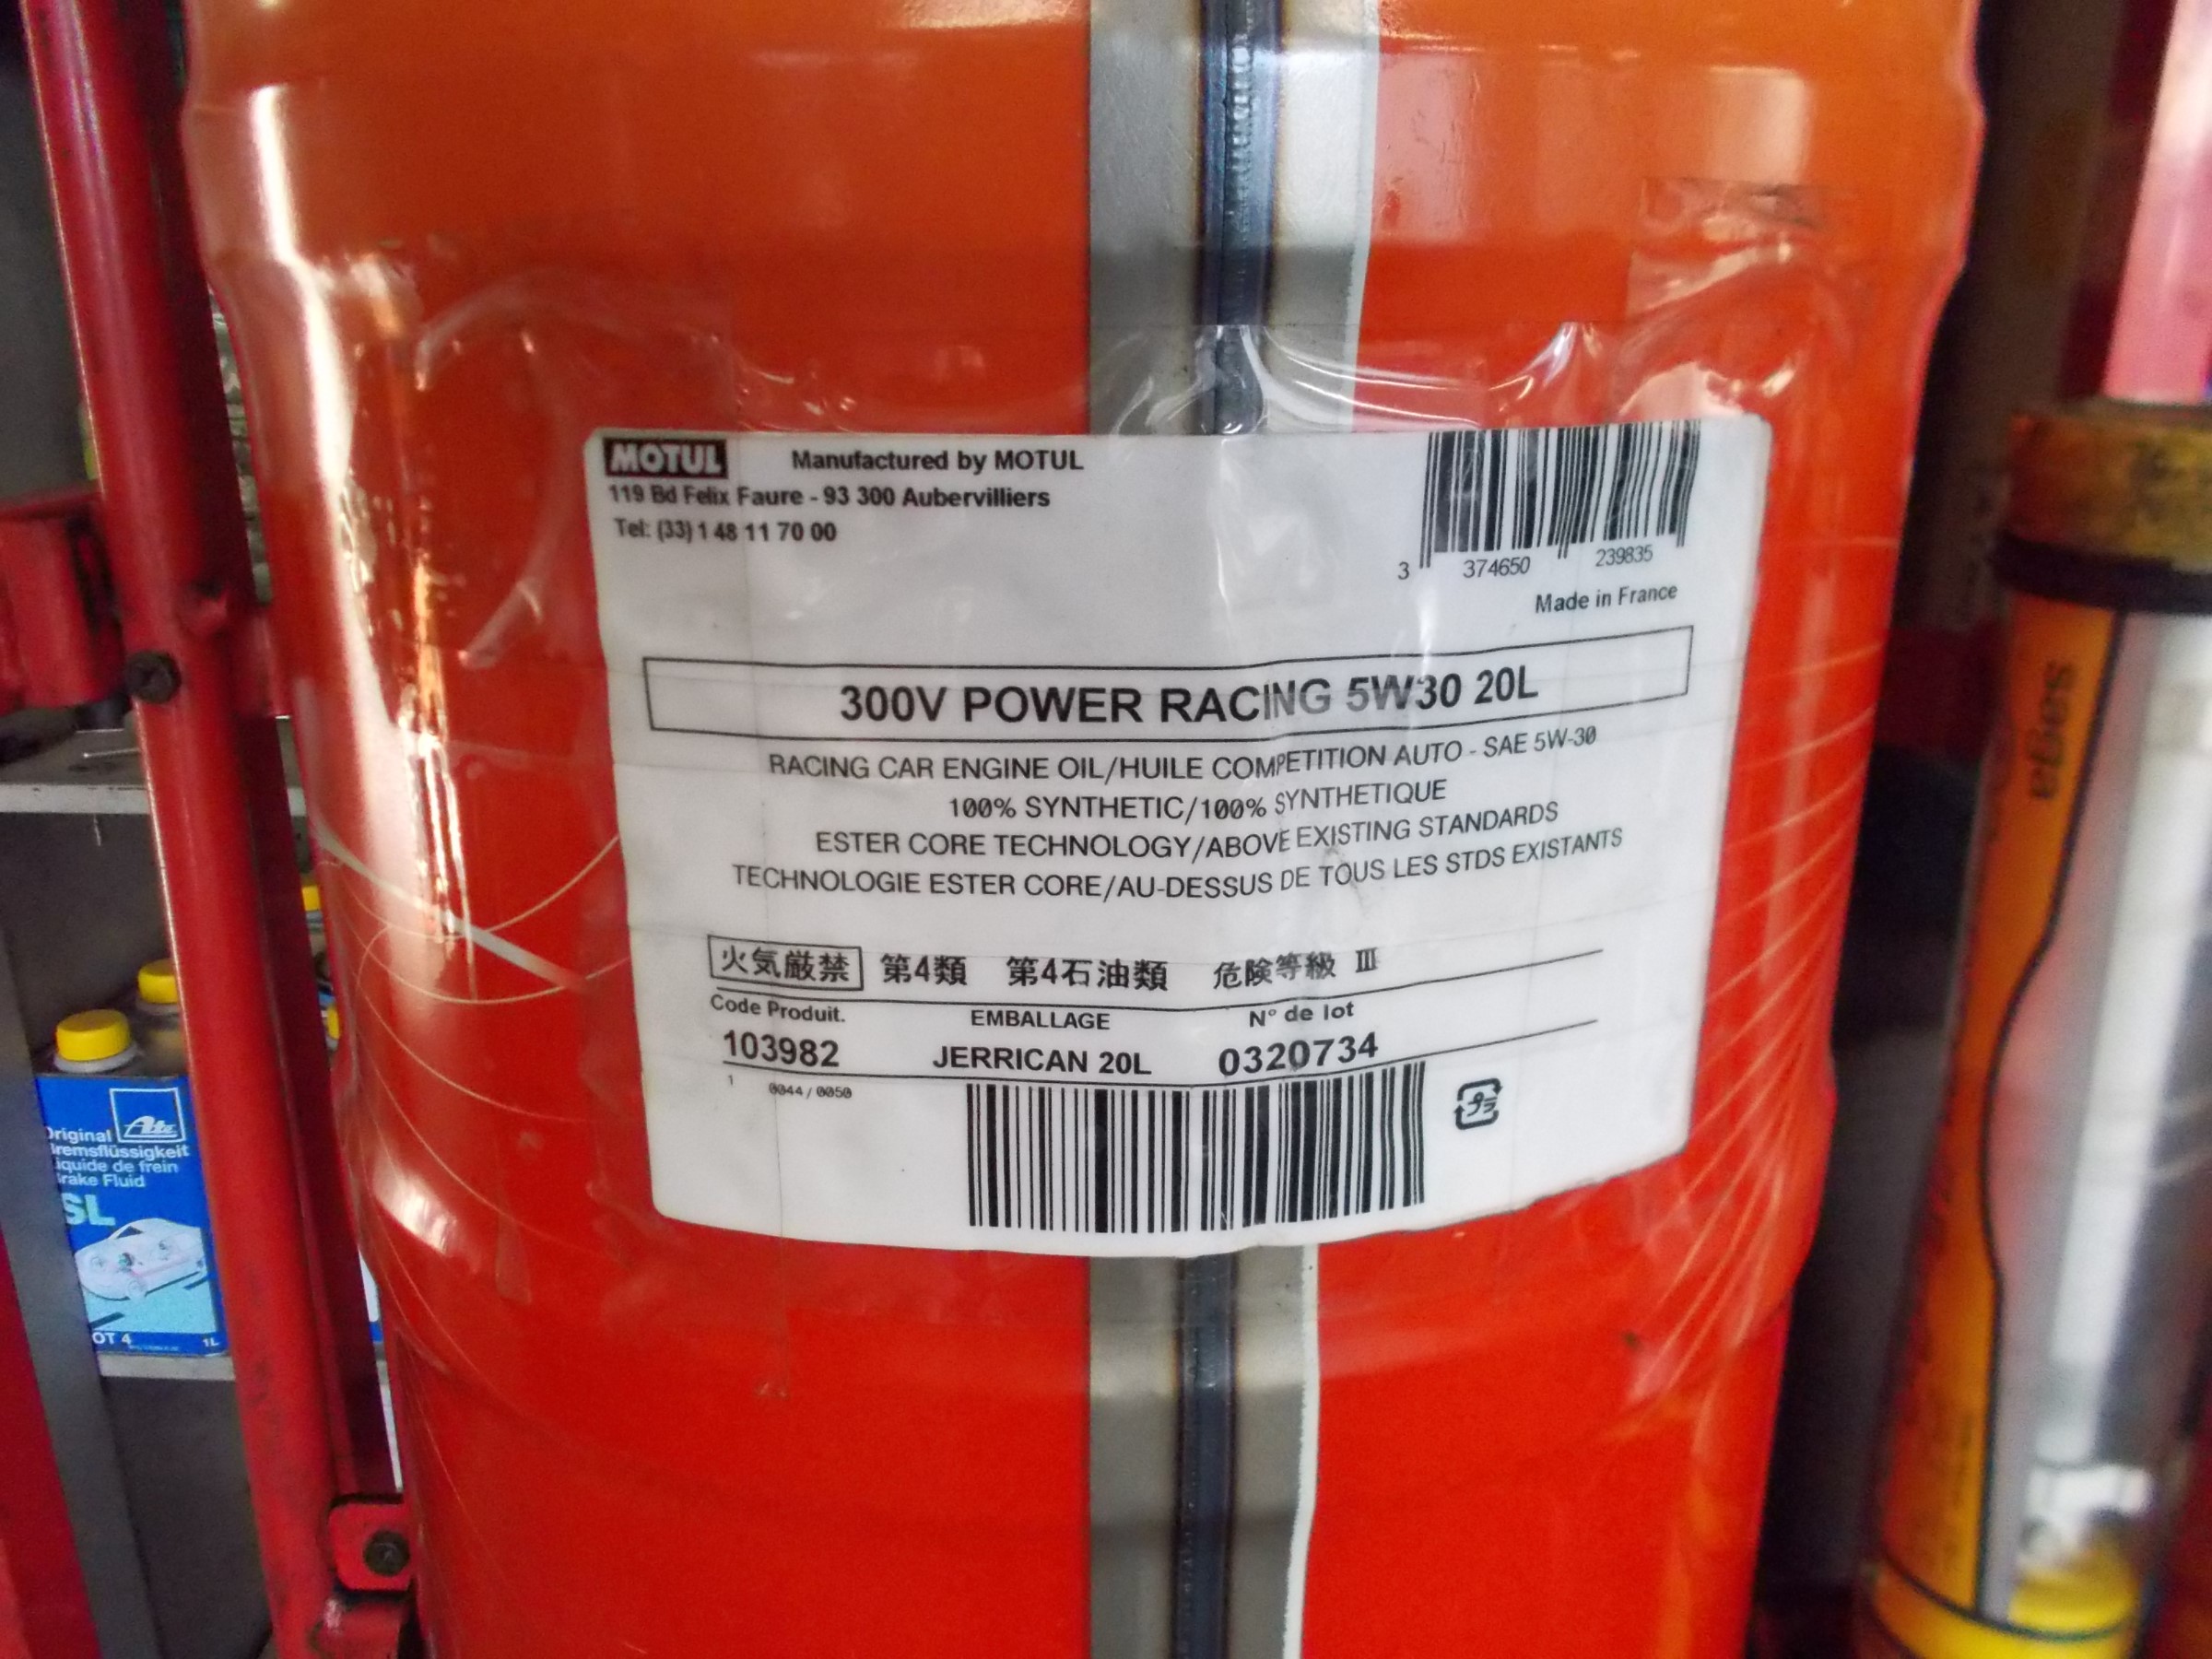 MOTUL Manufactured by MOTUL
119 Bd Felix Faure - 93 300 Aubervilliers
Tel: (33) 1 48 11 70 00
3 374650 239835
Made in France
300V POWER RACING 5W30 20L
RACING CAR ENGINE OIL/HUILE COMPETITION AUTO - SAE 5W-30
100% SYNTHETIC/100% SYNTHETIQUE
ESTER CORE TECHNOLOGY/ABOVE EXISTING STANDARDS
TECHNOLOGIE ESTER CORE/AU-DESSUS DE TOUS LES STDS EXISTANTS
火気厳禁 第4類 第4石油類 危険等級 III
Code Produit. EMBALLAGE N° de lot
103982 JERRICAN 20L 0320734
1 0044 / 0050
プラ
Ate
Original
Bremsflüssigkeit
Liquide de frein
Brake Fluid
SL
DOT 4 1L